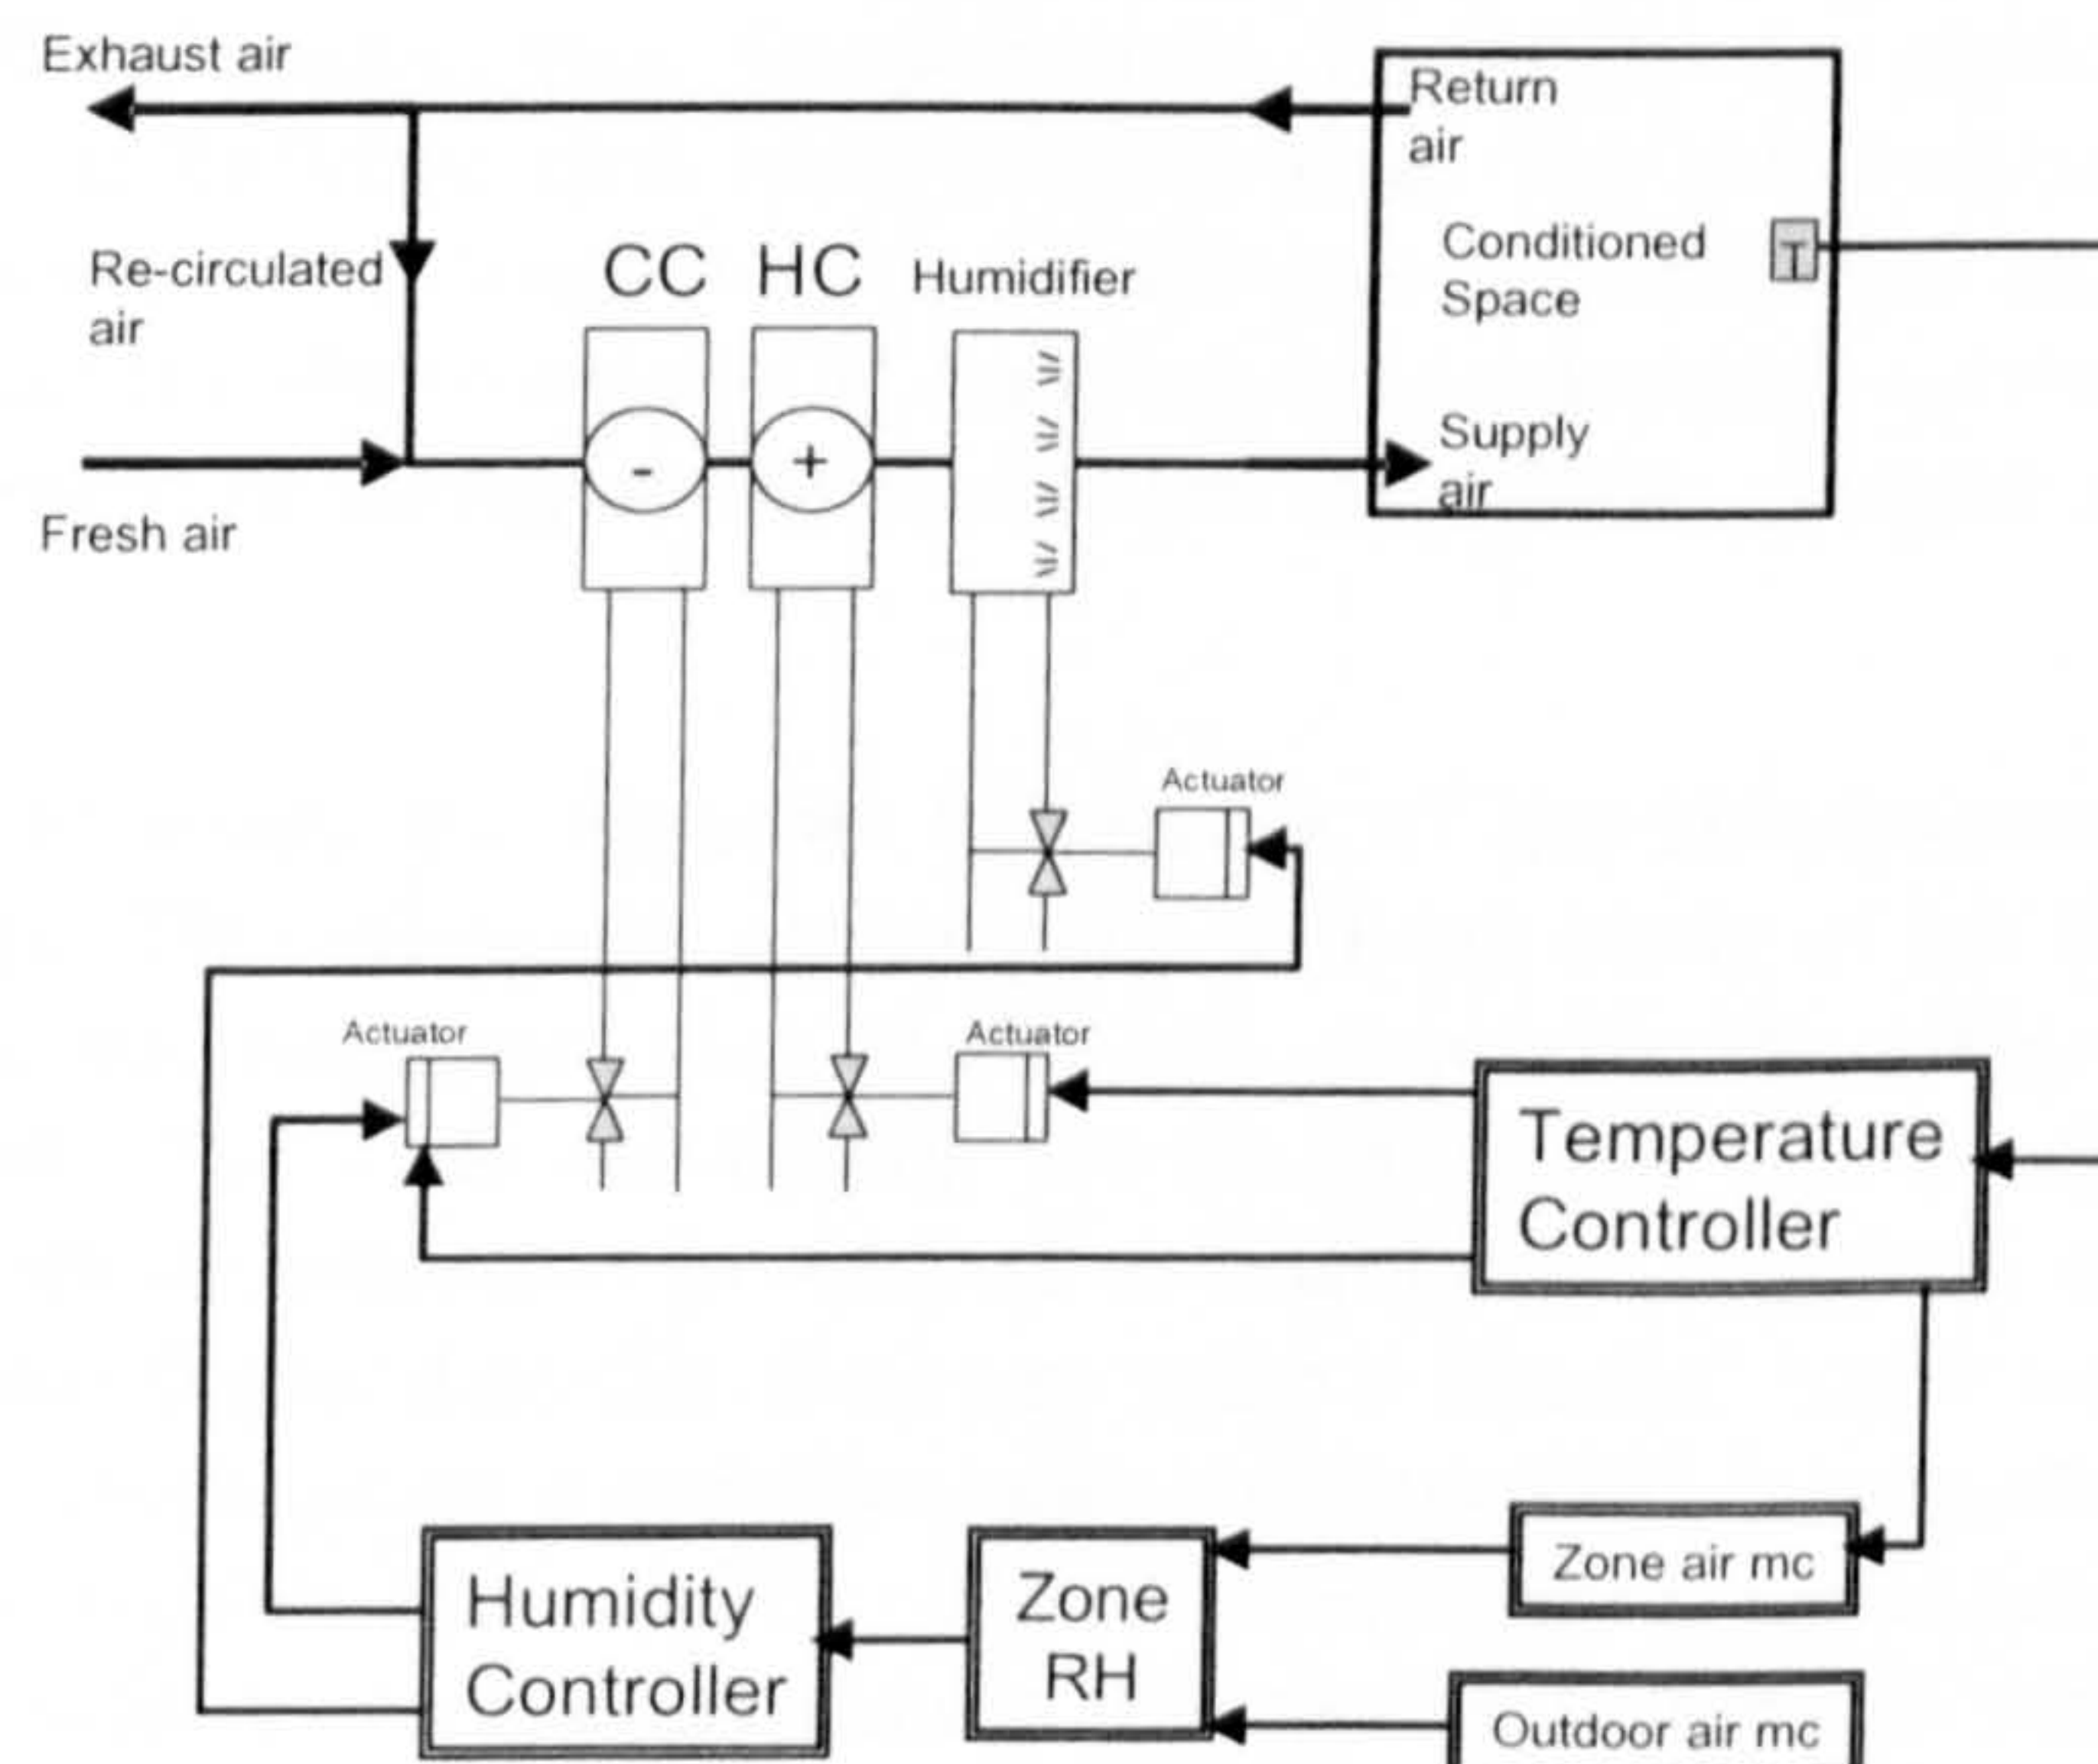 Exhaust air
Return
air
Re-circulated
air
CC
HC
Humidifier
Conditioned
Space
T
-
+
Supply
air
Fresh air
Actuator
Actuator
Actuator
Temperature
Controller
Humidity
Controller
Zone
RH
Zone air mc
Outdoor air mc